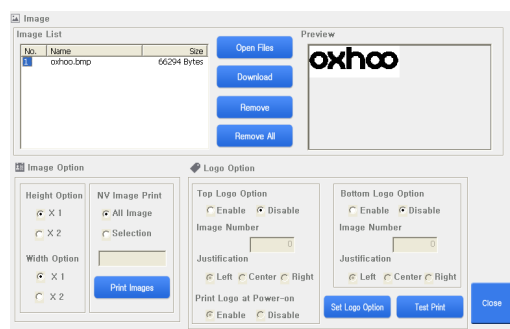 Image
Image List
No. Name Size
1 oxhoo.bmp 66294 Bytes
Open Files
Download
Remove
Remove All
Preview
oxhoo
Image Option
Height Option
X 1
X 2
Width Option
X 1
X 2
NV Image Print
All Image
Selection
Print Images
Logo Option
Top Logo Option
Enable Disable
Image Number
0
Justification
Left Center Right
Print Logo at Power-on
Enable Disable
Bottom Logo Option
Enable Disable
Image Number
0
Justification
Left Center Right
Set Logo Option
Test Print
Close